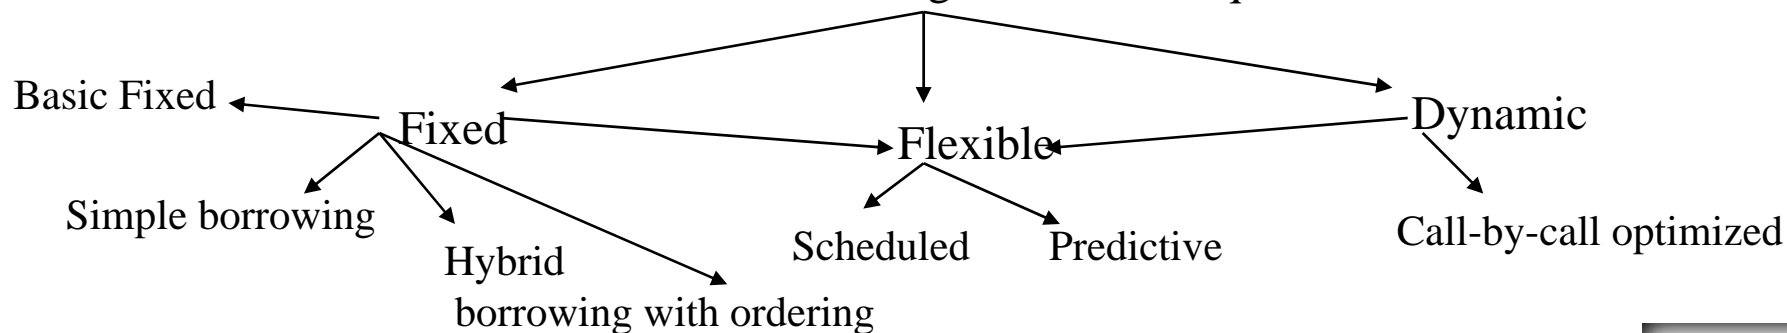 Basic Fixed
Fixed
Flexible
Dynamic
Simple borrowing
Hybrid
borrowing with ordering
Scheduled
Predictive
Call-by-call optimized